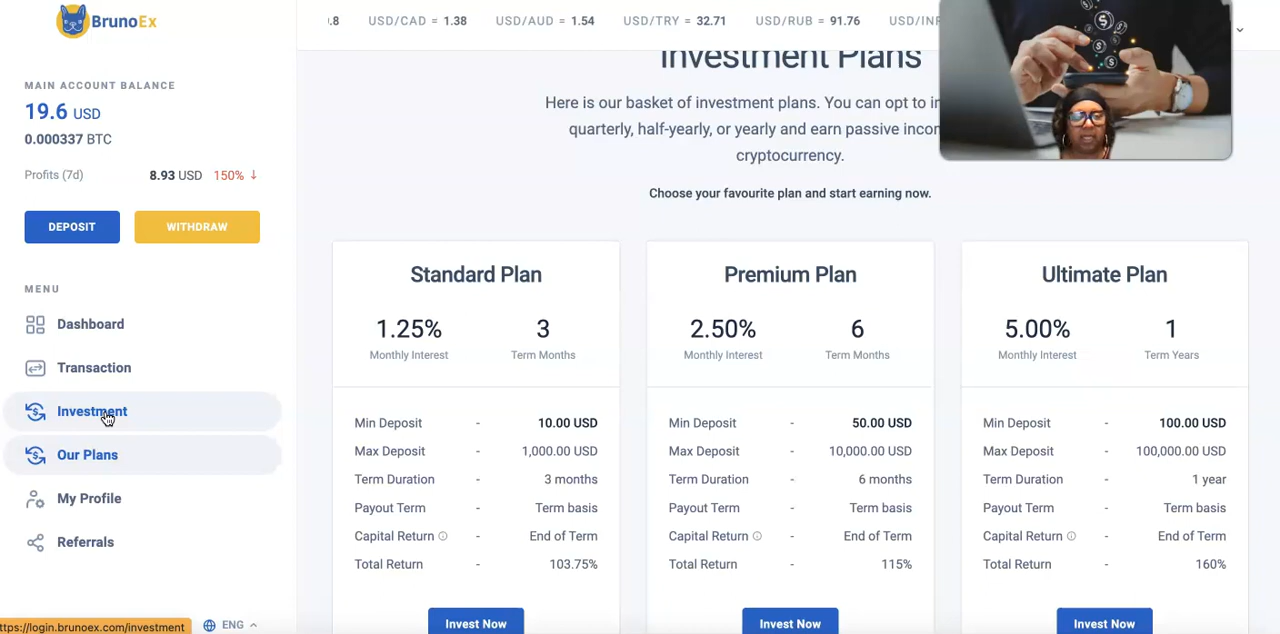 BrunoEx
MAIN ACCOUNT BALANCE
19.6 USD
0.000337 BTC
Profits (7d) 8.93 USD 150% ↓
DEPOSIT WITHDRAW
MENU
Dashboard
Transaction
Investment
Our Plans
My Profile
Referrals
ttps://login.brunoex.com/investment ENG
.8 USD/CAD = 1.38 USD/AUD = 1.54 USD/TRY = 32.71 USD/RUB = 91.76 USD/INR
Investment Plans
Here is our basket of investment plans. You can opt to in
quarterly, half-yearly, or yearly and earn passive incon
cryptocurrency.
Choose your favourite plan and start earning now.
Standard Plan
1.25% 3
Monthly Interest Term Months
Min Deposit - 10.00 USD
Max Deposit - 1,000.00 USD
Term Duration - 3 months
Payout Term - Term basis
Capital Return - End of Term
Total Return - 103.75%
Invest Now
Premium Plan
2.50% 6
Monthly Interest Term Months
Min Deposit - 50.00 USD
Max Deposit - 10,000.00 USD
Term Duration - 6 months
Payout Term - Term basis
Capital Return - End of Term
Total Return - 115%
Invest Now
Ultimate Plan
5.00% 1
Monthly Interest Term Years
Min Deposit - 100.00 USD
Max Deposit - 100,000.00 USD
Term Duration - 1 year
Payout Term - Term basis
Capital Return - End of Term
Total Return - 160%
Invest Now